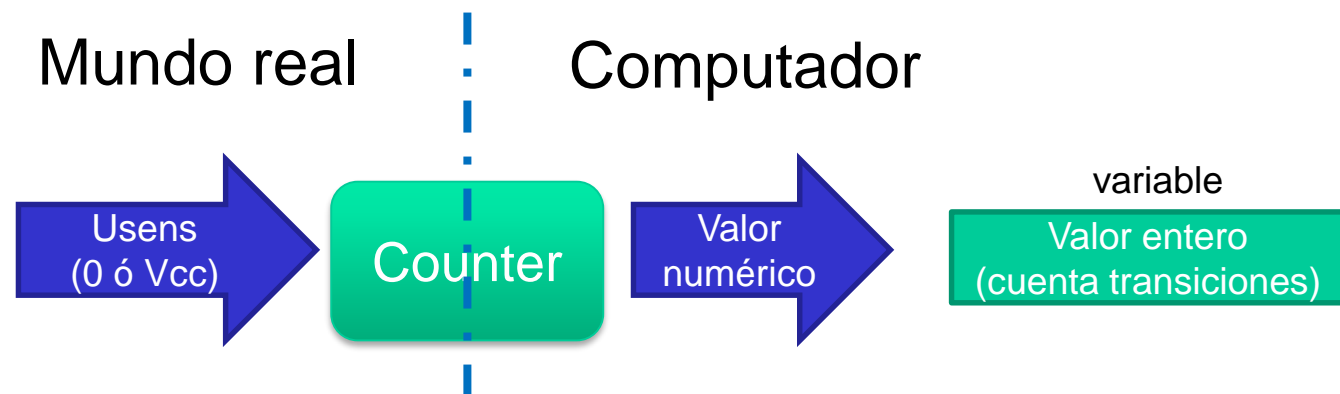 Mundo real
Computador
Usens
(0 ó Vcc)
Counter
Valor
numérico
variable
Valor entero
(cuenta transiciones)